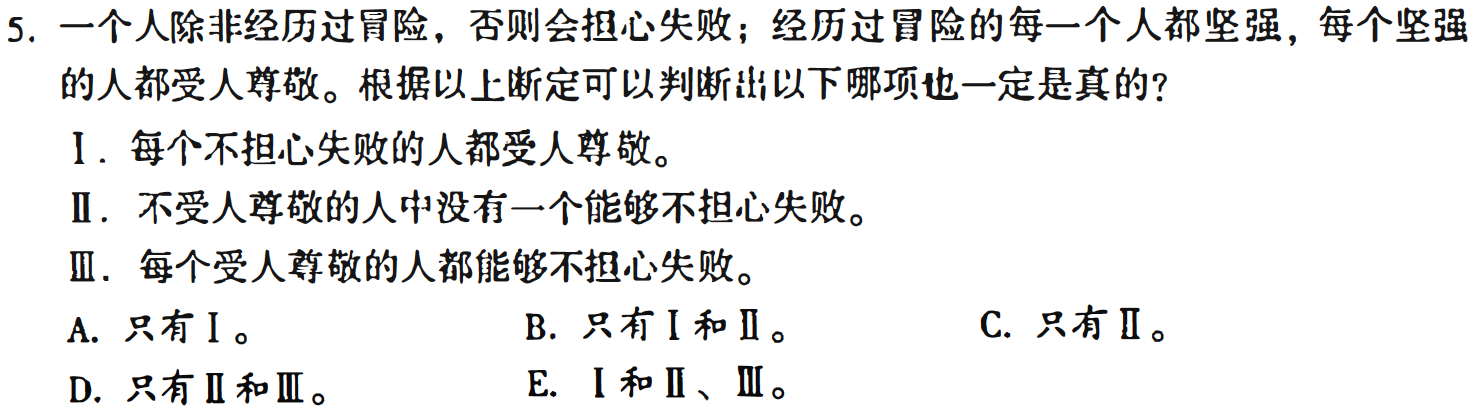 5. 一个人除非经历过冒险，否则会担心失败；经历过冒险的每一个人都坚强，每个坚强
的人都受人尊敬。根据以上断定可以判断出以下哪项也一定是真的?
Ⅰ. 每个不担心失败的人都受人尊敬。
Ⅱ. 不受人尊敬的人中没有一个能够不担心失败。
Ⅲ. 每个受人尊敬的人都能够不担心失败。
A. 只有Ⅰ。 B. 只有Ⅰ和Ⅱ。 C. 只有Ⅱ。
D. 只有Ⅱ和Ⅲ。 E. Ⅰ和Ⅱ、Ⅲ。